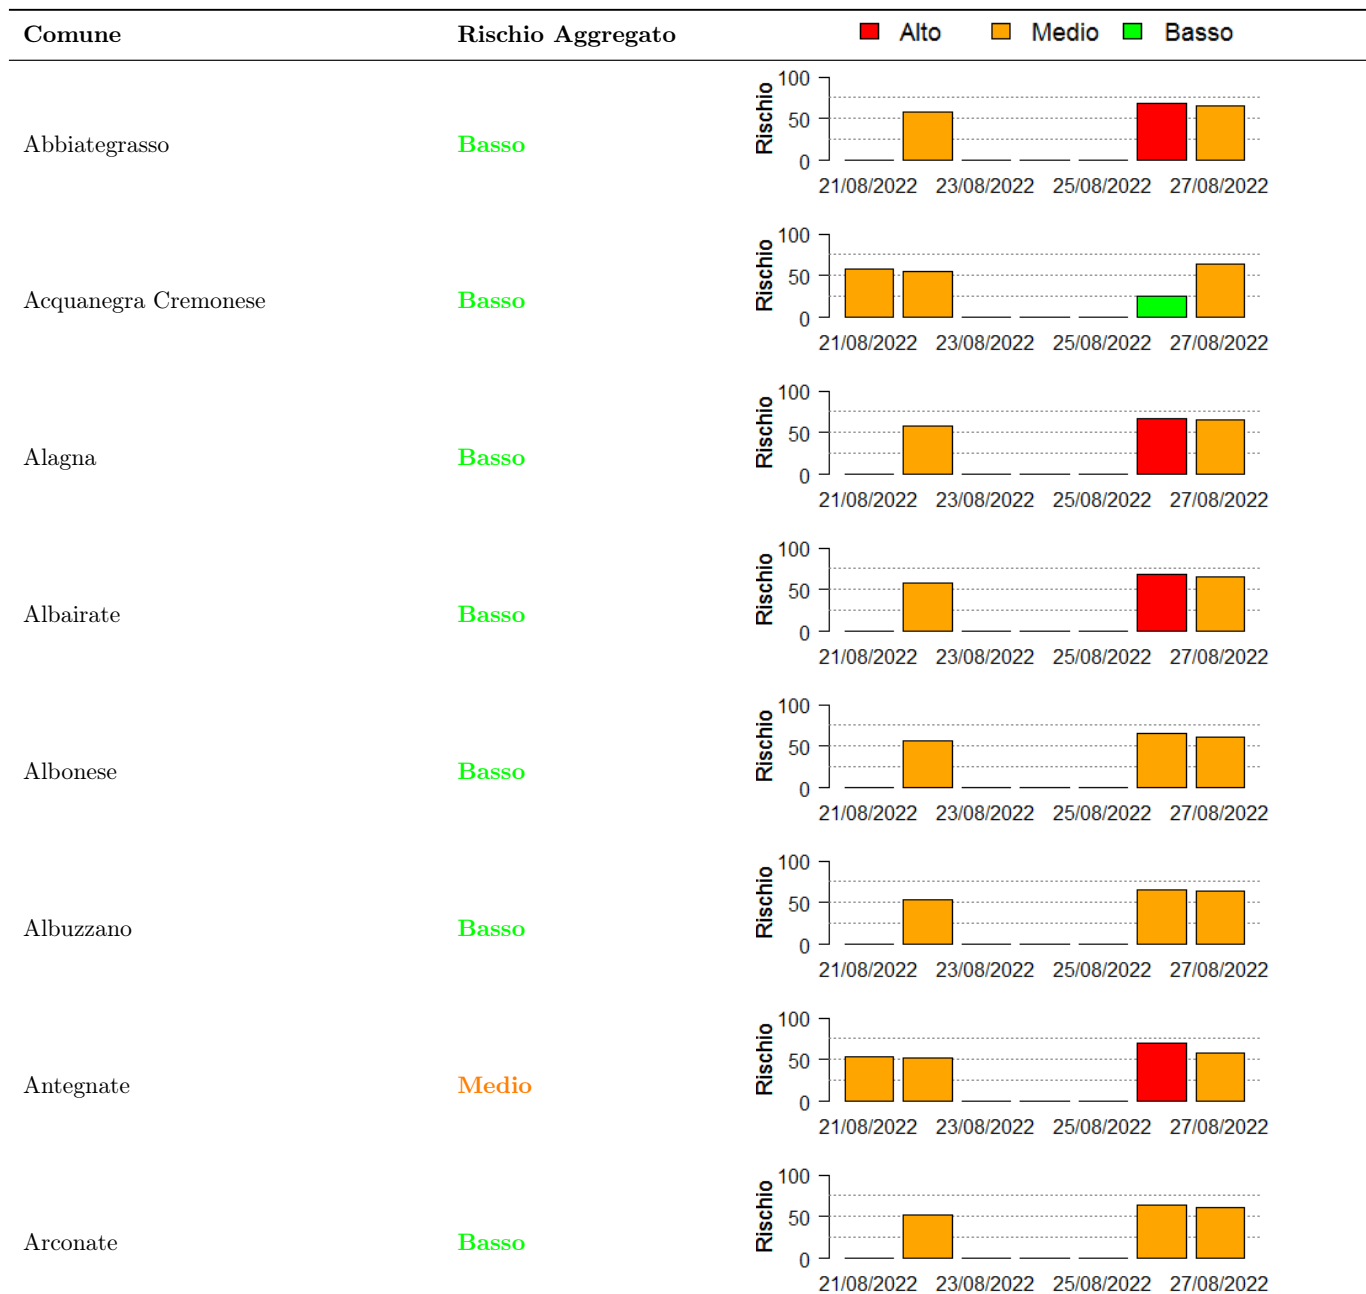 Comune Rischio Aggregato Alto Medio Basso
100
50
0
Rischio
Abbiategrasso Basso
21/08/2022 23/08/2022 25/08/2022 27/08/2022
100
50
0
Rischio
Acquanegra Cremonese Basso
21/08/2022 23/08/2022 25/08/2022 27/08/2022
100
50
0
Rischio
Alagna Basso
21/08/2022 23/08/2022 25/08/2022 27/08/2022
100
50
0
Rischio
Albairate Basso
21/08/2022 23/08/2022 25/08/2022 27/08/2022
100
50
0
Rischio
Albonese Basso
21/08/2022 23/08/2022 25/08/2022 27/08/2022
100
50
0
Rischio
Albuzzano Basso
21/08/2022 23/08/2022 25/08/2022 27/08/2022
100
50
0
Rischio
Antegnate Medio
21/08/2022 23/08/2022 25/08/2022 27/08/2022
100
50
0
Rischio
Arconate Basso
21/08/2022 23/08/2022 25/08/2022 27/08/2022